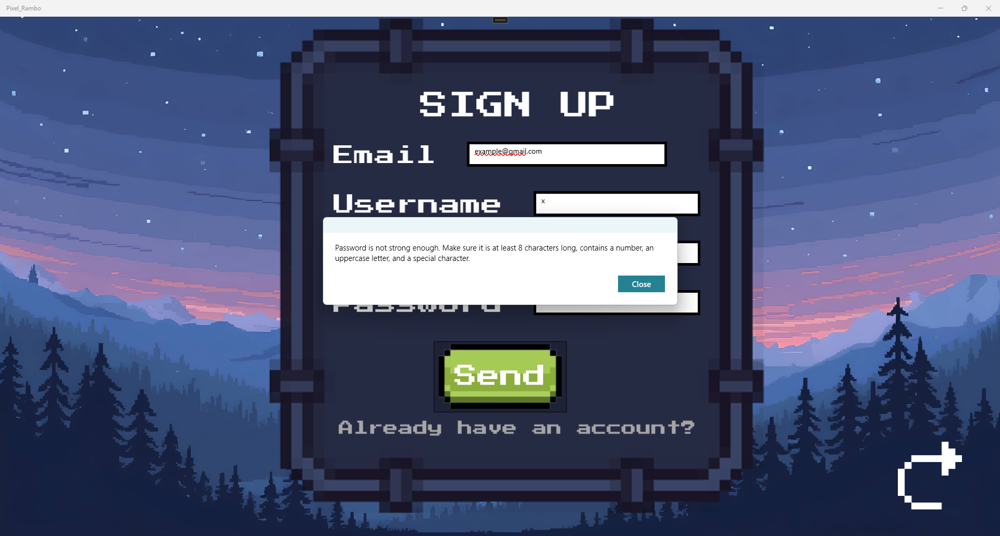 Pixel_Rambo
SIGN UP
Email
example@gmail.com
Username
x
Password is not strong enough. Make sure it is at least 8 characters long, contains a number, an
uppercase letter, and a special character.
Close
Password
Send
Already have an account?